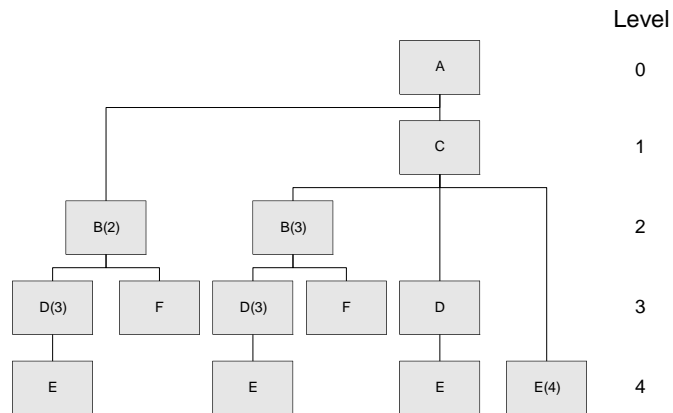 Level
A 0
C 1
B(2) B(3) 2
D(3) F D(3) F D 3
E E E E(4) 4